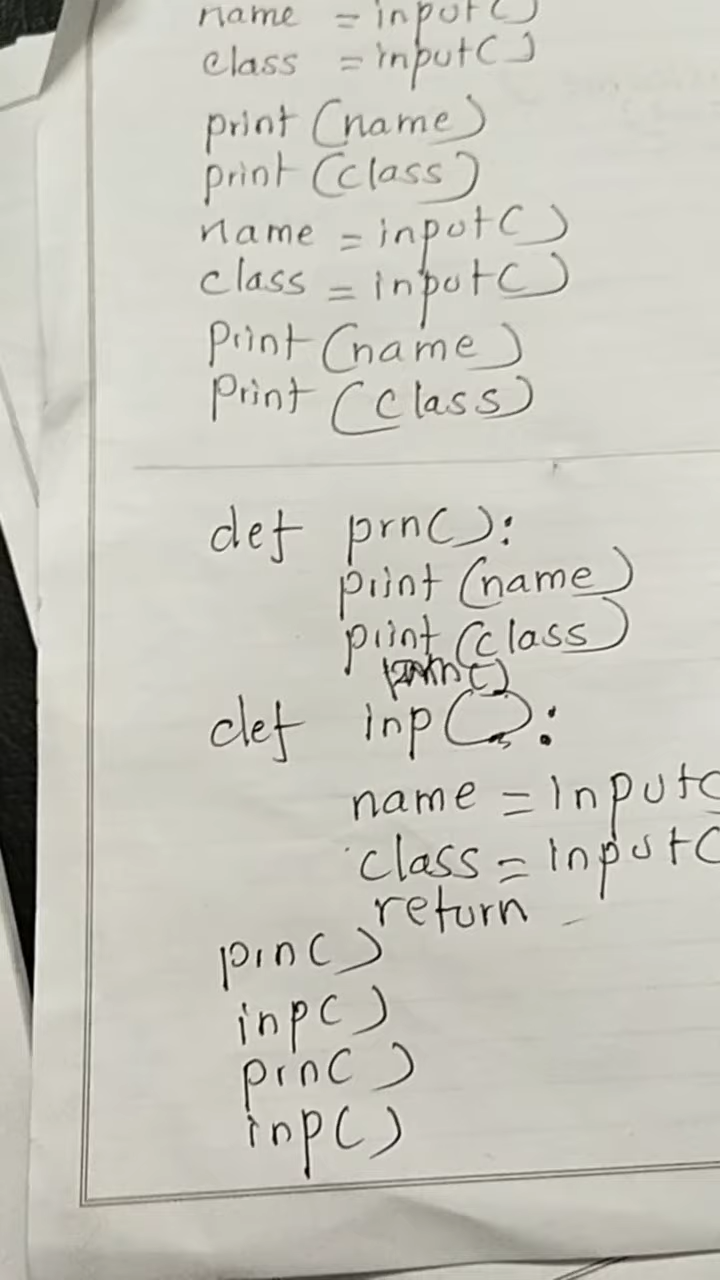 name = input()
class = input()
print (name)
print (class)
name = input()
class = input()
print (name)
print (class)
def prn():
print (name)
print (class)
def inp():
name = input(
class = input(
return
prn()
inp()
prn()
inp()